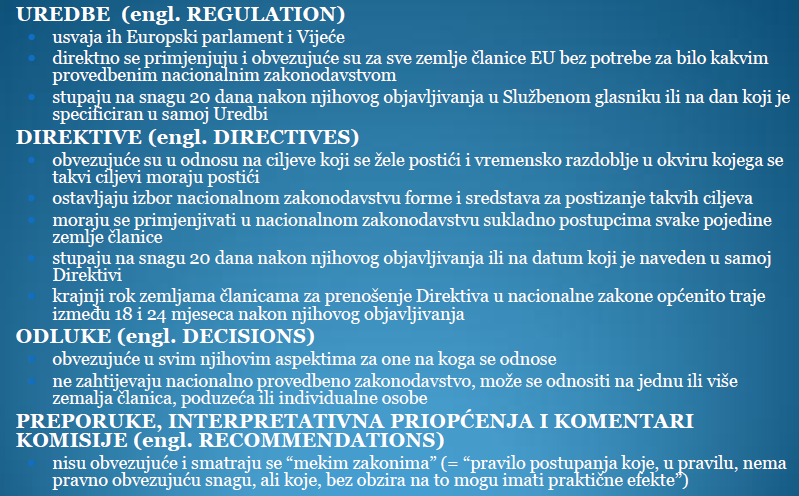 UREDBE (engl. REGULATION)
• usvaja ih Europski parlament i Vijeće
• direktno se primjenjuju i obvezujuće su za sve zemlje članice EU bez potrebe za bilo kakvim
provedbenim nacionalnim zakonodavstvom
• stupaju na snagu 20 dana nakon njihovog objavljivanja u Službenom glasniku ili na dan koji je
specificiran u samoj Uredbi
DIREKTIVE (engl. DIRECTIVES)
• obvezujuće su u odnosu na ciljeve koji se žele postići i vremensko razdoblje u okviru kojega se
takvi ciljevi moraju postići
• ostavljaju izbor nacionalnom zakonodavstvu forme i sredstava za postizanje takvih ciljeva
• moraju se primjenjivati u nacionalnom zakonodavstvu sukladno postupcima svake pojedine
zemlje članice
• stupaju na snagu 20 dana nakon njihovog objavljivanja ili na datum koji je naveden u samoj
Direktivi
• krajnji rok zemljama članicama za prenošenje Direktiva u nacionalne zakone općenito traje
između 18 i 24 mjeseca nakon njihovog objavljivanja
ODLUKE (engl. DECISIONS)
• obvezujuće u svim njihovim aspektima za one na koga se odnose
• ne zahtijevaju nacionalno provedbeno zakonodavstvo, može se odnositi na jednu ili više
zemalja članica, poduzeća ili individualne osobe
PREPORUKE, INTERPRETATIVNA PRIOPĆENJA I KOMENTARI
KOMISIJE (engl. RECOMMENDATIONS)
• nisu obvezujuće i smatraju se “mekim zakonima” (= “pravilo postupanja koje, u pravilu, nema
pravno obvezujuću snagu, ali koje, bez obzira na to mogu imati praktične efekte”)